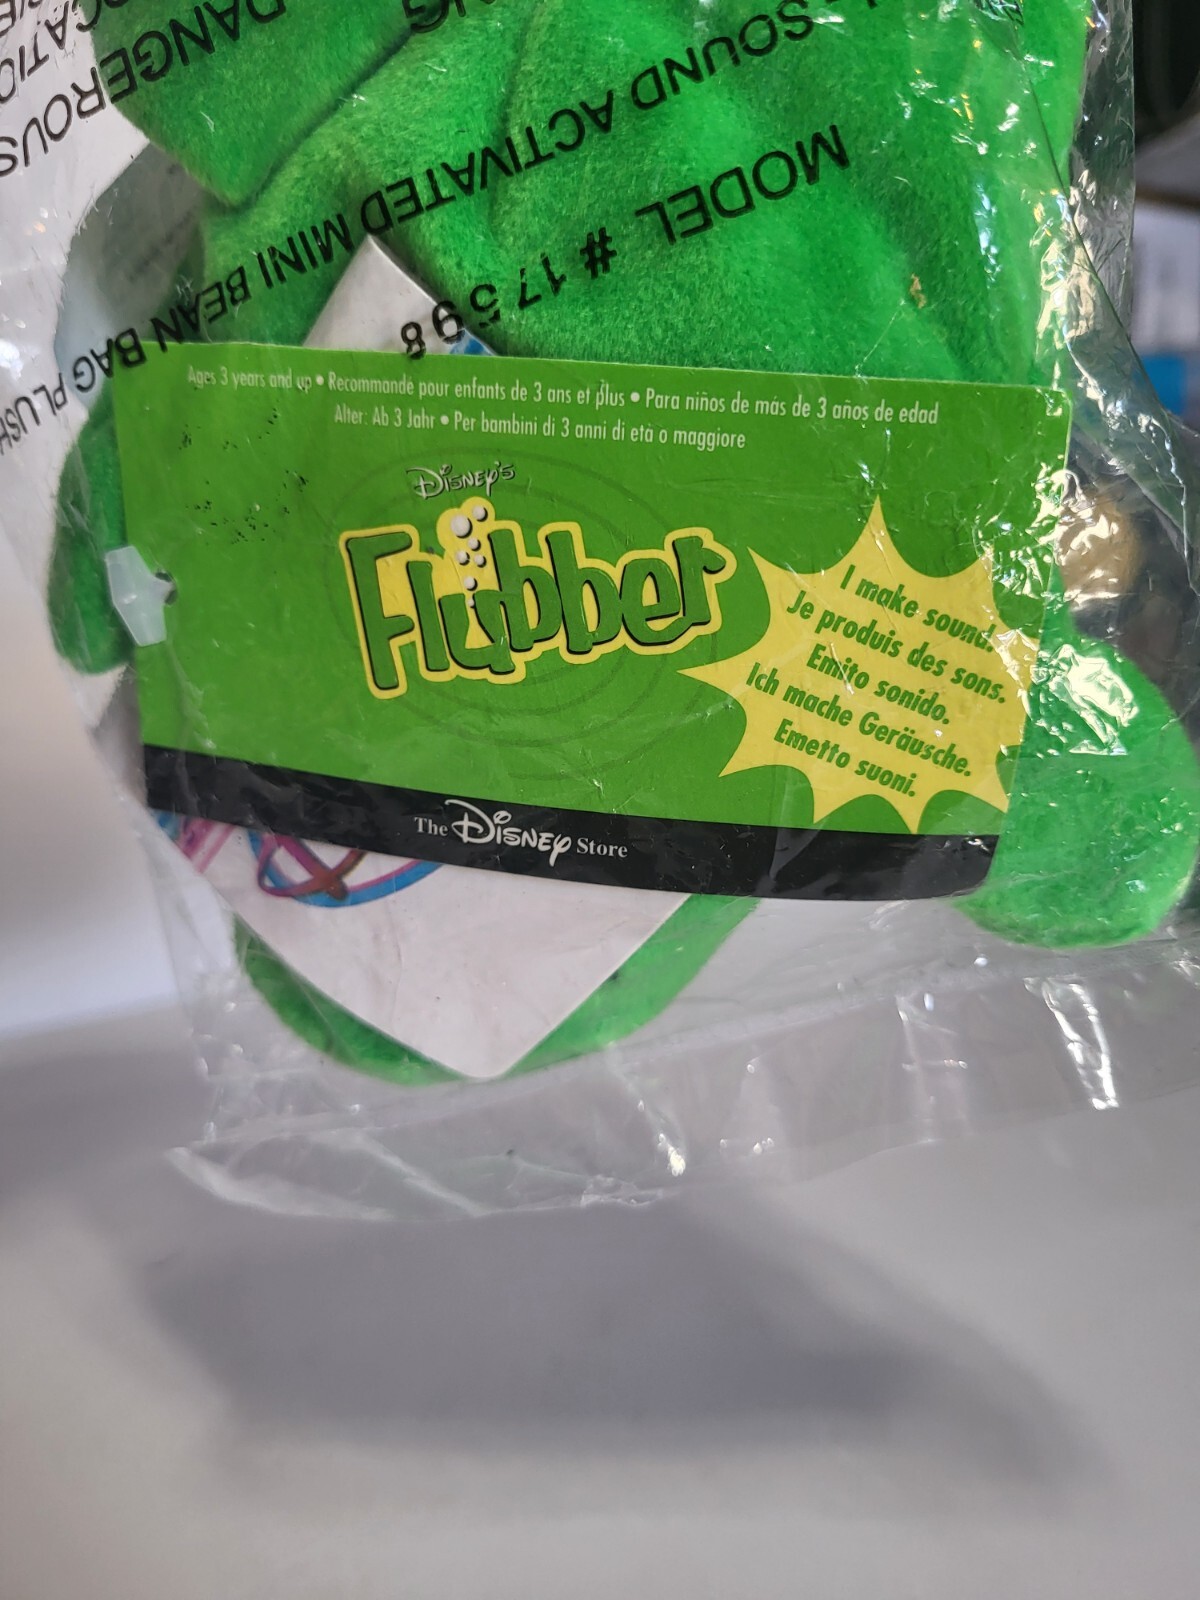 DANGEROUS
SOUND ACTIVATED MINI BEAN BAG PLUSH
MODEL # 17598
Ages 3 years and up • Recommandé pour enfants de 3 ans et plus • Para niños de más de 3 años de edad
Alter: Ab 3 Jahr • Per bambini di 3 anni di età o maggiore
DISNEY'S
Flubber
I make sound.
Je produis des sons.
Emito sonido.
Ich mache Geräusche.
Emetto suoni.
The DISNEY Store